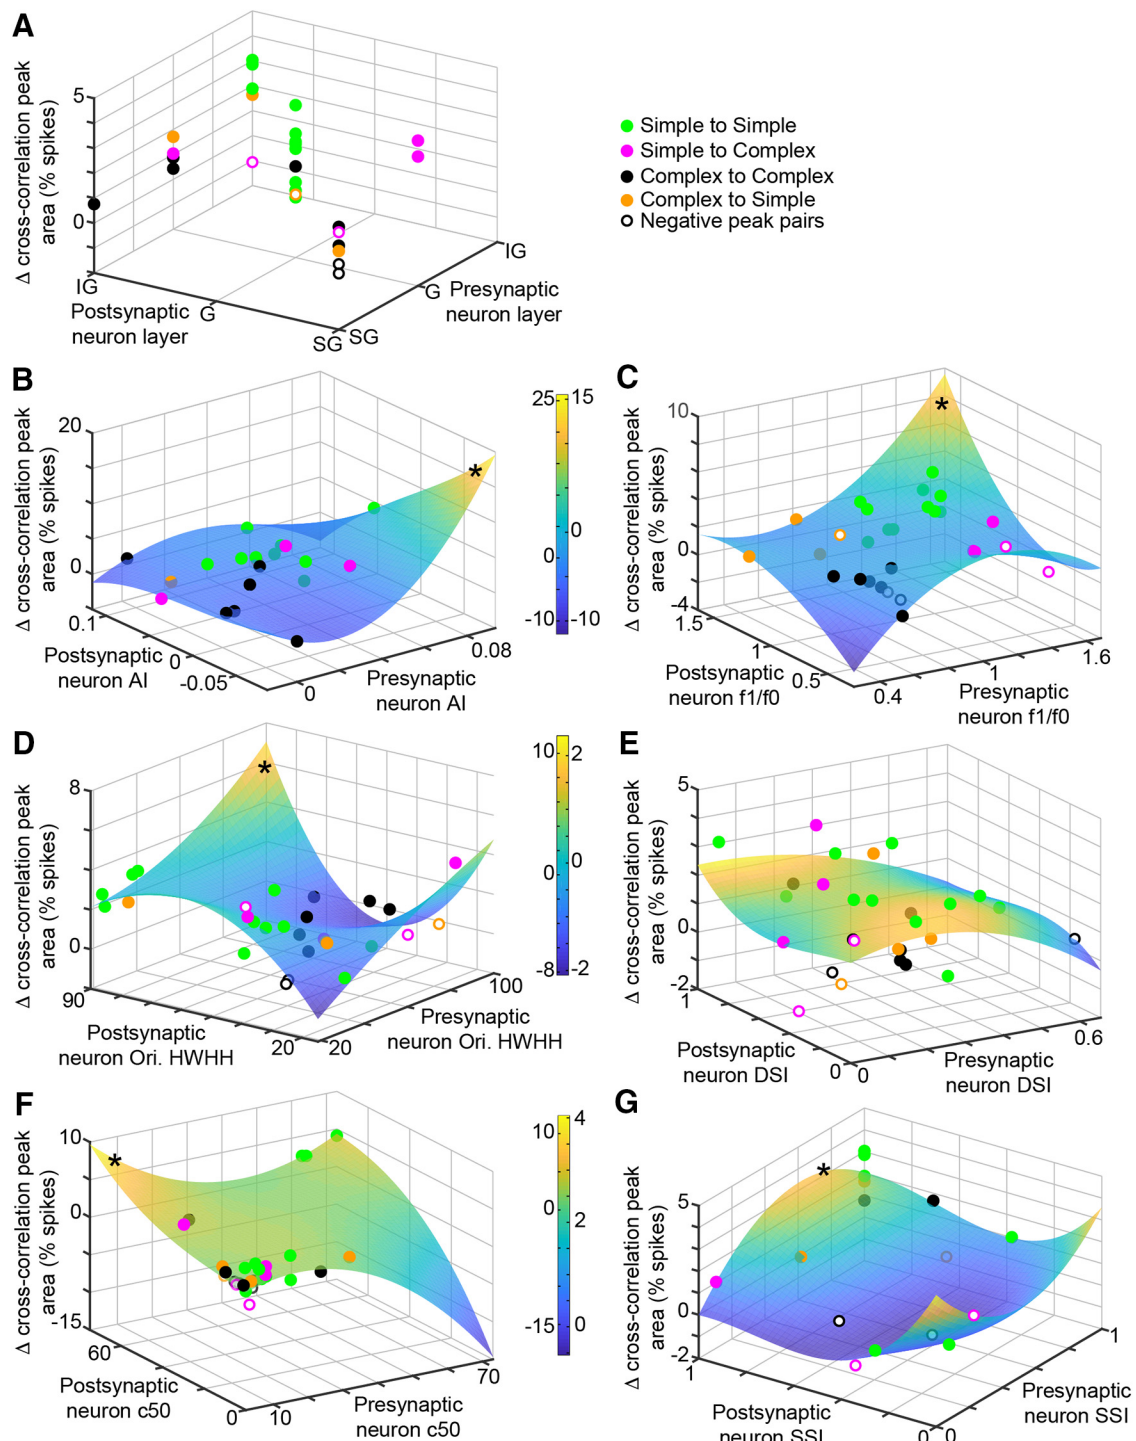 A
Δ cross-correlation peak
area (% spikes)
5
0
IG
Postsynaptic
neuron layer
G
SG
SG
G
Presynaptic
neuron layer
IG
Simple to Simple
Simple to Complex
Complex to Complex
Complex to Simple
Negative peak pairs
B
Δ cross-correlation peak
area (% spikes)
20
0
0.1
Postsynaptic
neuron AI
0
-0.05
0
Presynaptic
neuron AI
0.08
*
25
15
0
0
-10
-10
C
Δ cross-correlation peak
area (% spikes)
10
0
-4
1.5
Postsynaptic
neuron f1/f0
1
0.5
0.4
1
Presynaptic
neuron f1/f0
1.6
*
D
Δ cross-correlation peak
area (% spikes)
8
0
90
Postsynaptic
neuron Ori. HWHH
20
20
Presynaptic
neuron Ori. HWHH
100
*
10
2
0
0
-8
-2
E
Δ cross-correlation peak
area (% spikes)
5
0
-2
1
Postsynaptic
neuron DSI
0
0
Presynaptic
neuron DSI
0.6
F
Δ cross-correlation peak
area (% spikes)
10
0
-15
60
Postsynaptic
neuron c50
0
10
Presynaptic
neuron c50
70
*
10
4
0
2
-15
0
G
Δ cross-correlation peak
area (% spikes)
5
0
-2
1
Postsynaptic
neuron SSI
0
0
Presynaptic
neuron SSI
1
*